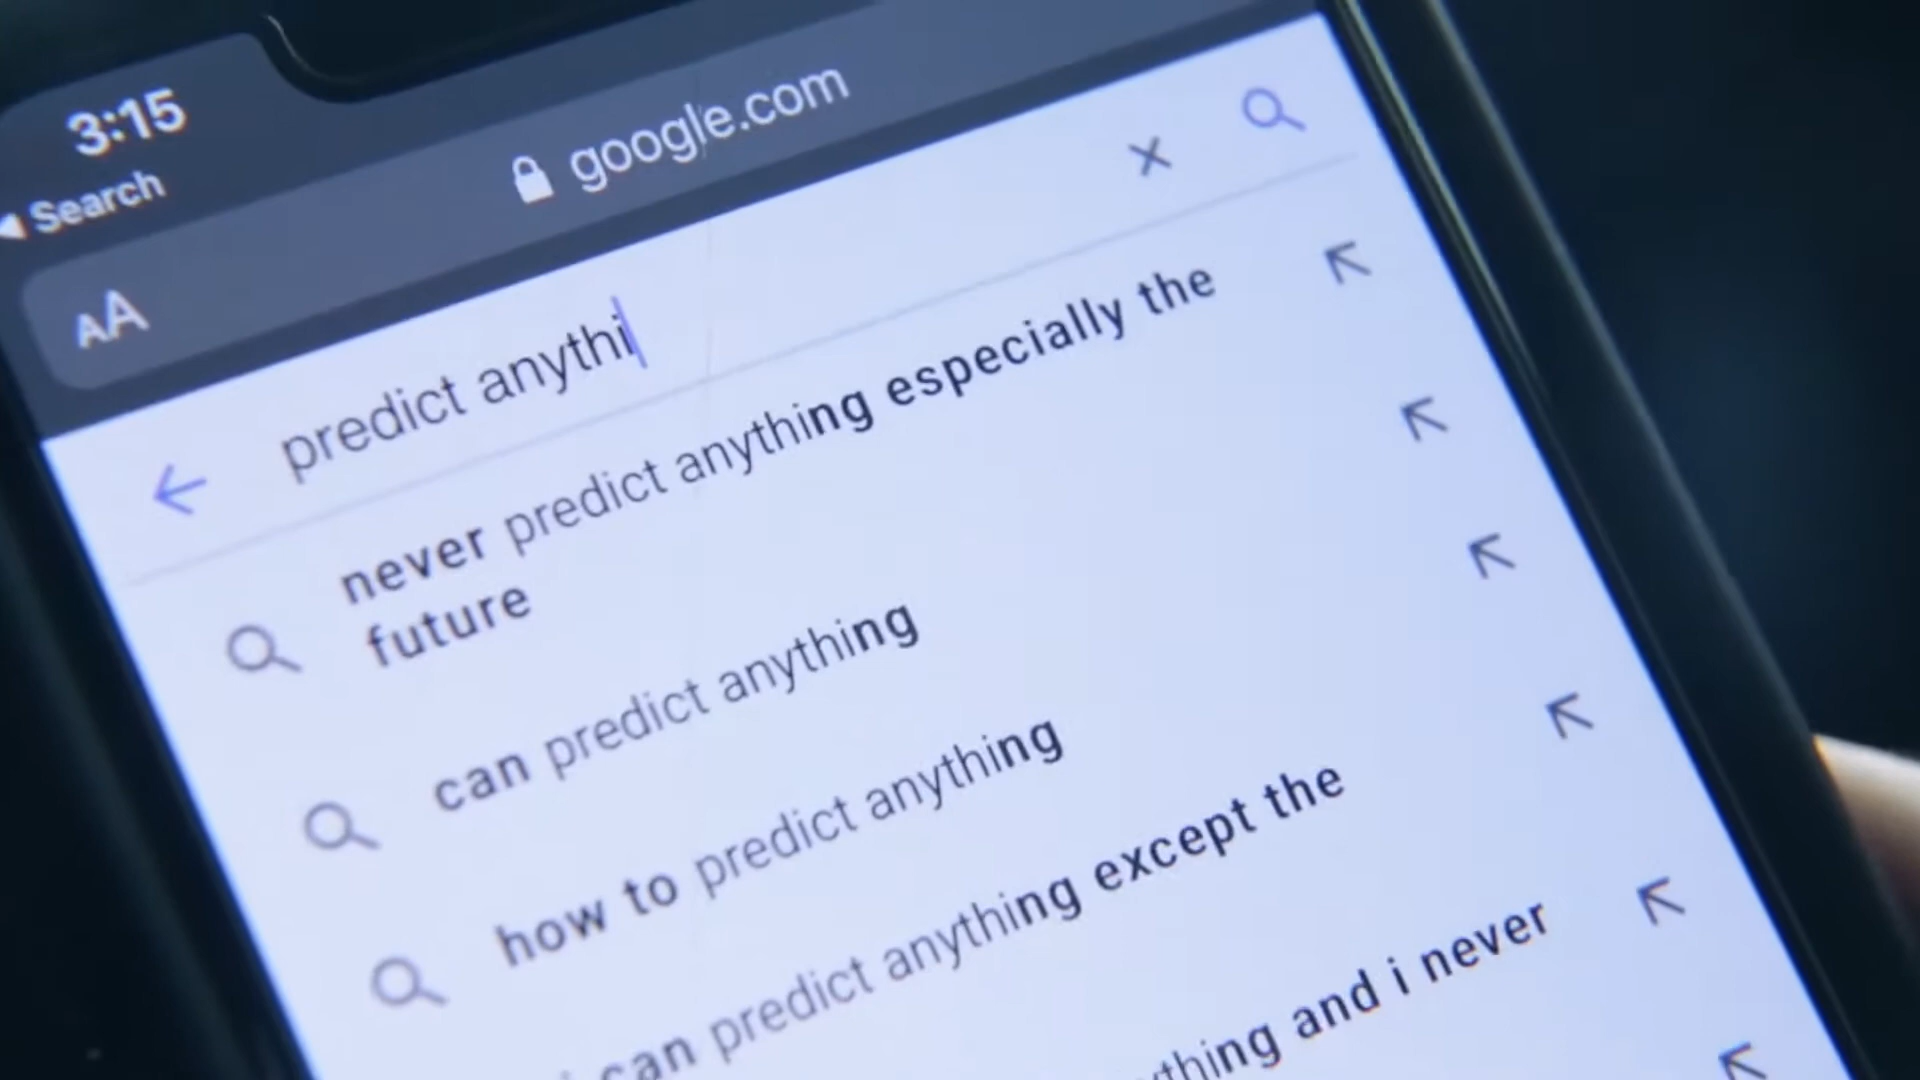 3:15
Search
AA
google.com
predict anythi
never predict anything especially the
future
can predict anything
how to predict anything
can predict anything except the
anything and i never